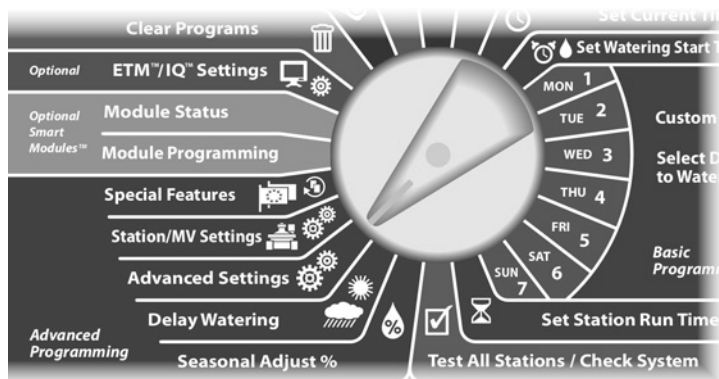 Clear Programs
Optional
ETM™/IQ™ Settings
Optional
Smart
Modules™
Module Status
Module Programming
Special Features
Station/MV Settings
Advanced Settings
Delay Watering
Advanced
Programming
Seasonal Adjust %
%
Test All Stations / Check System
Set Station Run Time
Set Watering Start
MON 1
TUE 2
WED 3
THU 4
FRI 5
SAT 6
SUN 7
Custom
Select D
to Wate
Basic
Programm
Set Current Ti